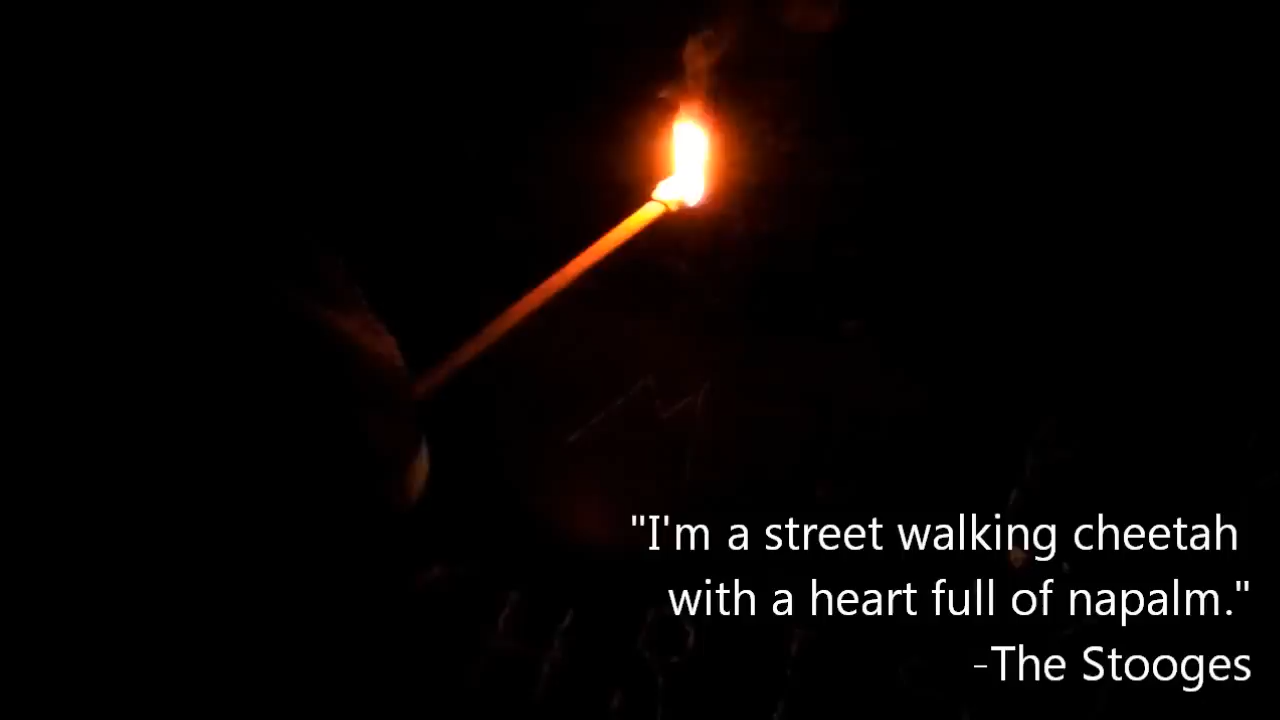 "I'm a street walking cheetah
with a heart full of napalm."
-The Stooges